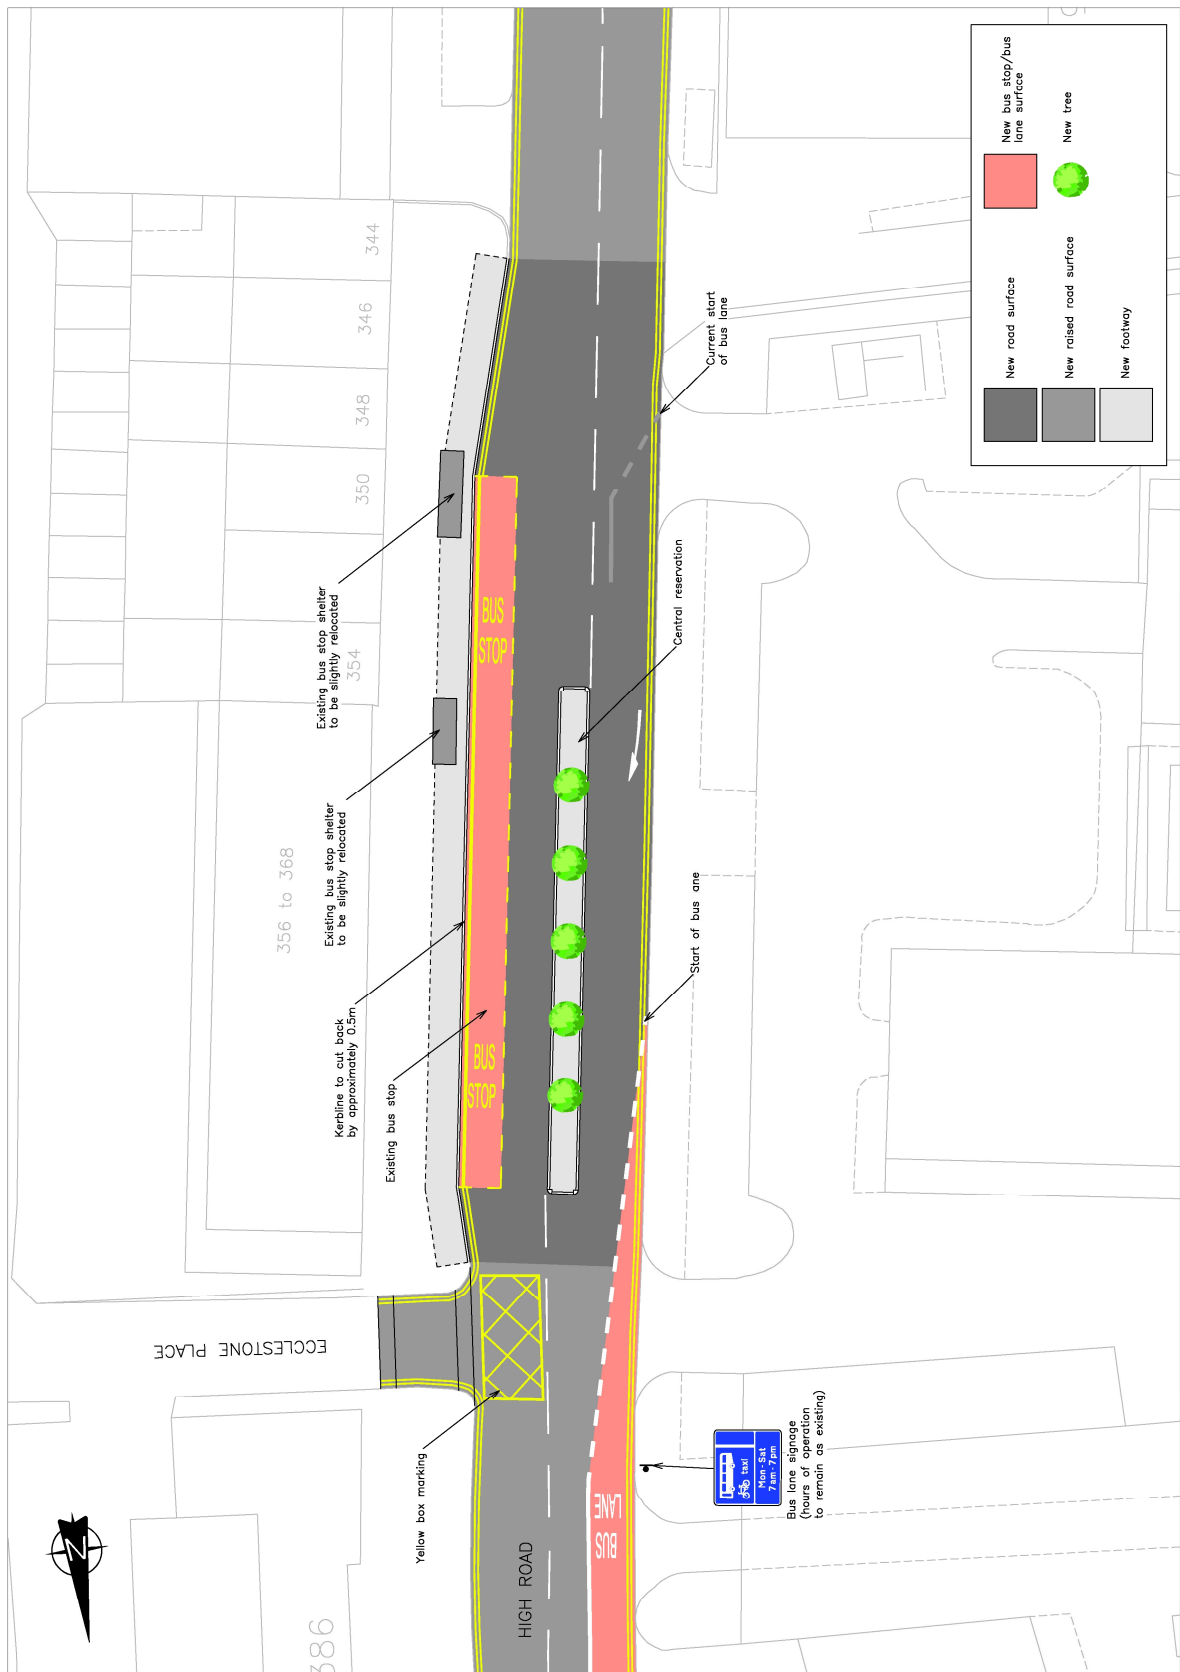 344
346
348
350
354
356 to 368
386
Existing bus stop shelter
to be slightly relocated
Existing bus stop shelter
to be slightly relocated
Kerbline to cut back
by approximately 0.5m
Existing bus stop
BUS
STOP
BUS
STOP
Current start
of bus lane
Central reservation
Start of bus ane
ECCLESTONE PLACE
Yellow box marking
HIGH ROAD
BUS
LANE
taxi
Mon-Sat
7am-7pm
Bus lane signage
(hours of operation
to remain as existing)
N
New road surface
New raised road surface
New footway
New bus stop/bus
lane surface
New tree